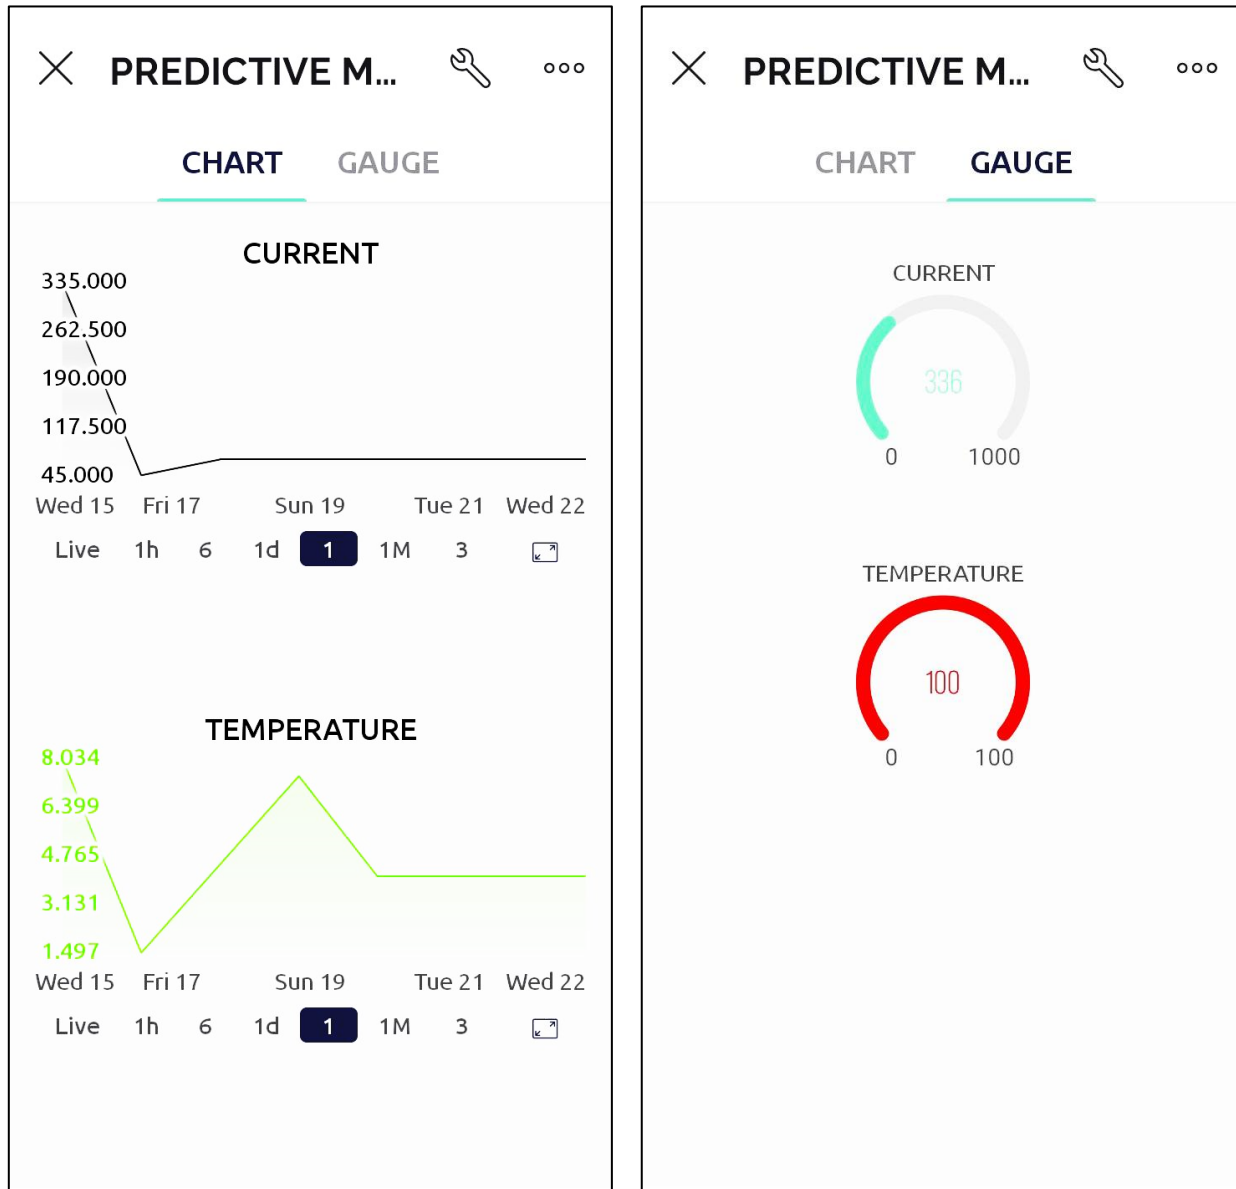 PREDICTIVE M...
CHART GAUGE
CURRENT
335.000
262.500
190.000
117.500
45.000
Wed 15 Fri 17 Sun 19 Tue 21 Wed 22
Live 1h 6 1d 1 1M 3
TEMPERATURE
8.034
6.399
4.765
3.131
1.497
Wed 15 Fri 17 Sun 19 Tue 21 Wed 22
Live 1h 6 1d 1 1M 3
PREDICTIVE M...
CHART GAUGE
CURRENT
336
0 1000
TEMPERATURE
100
0 100